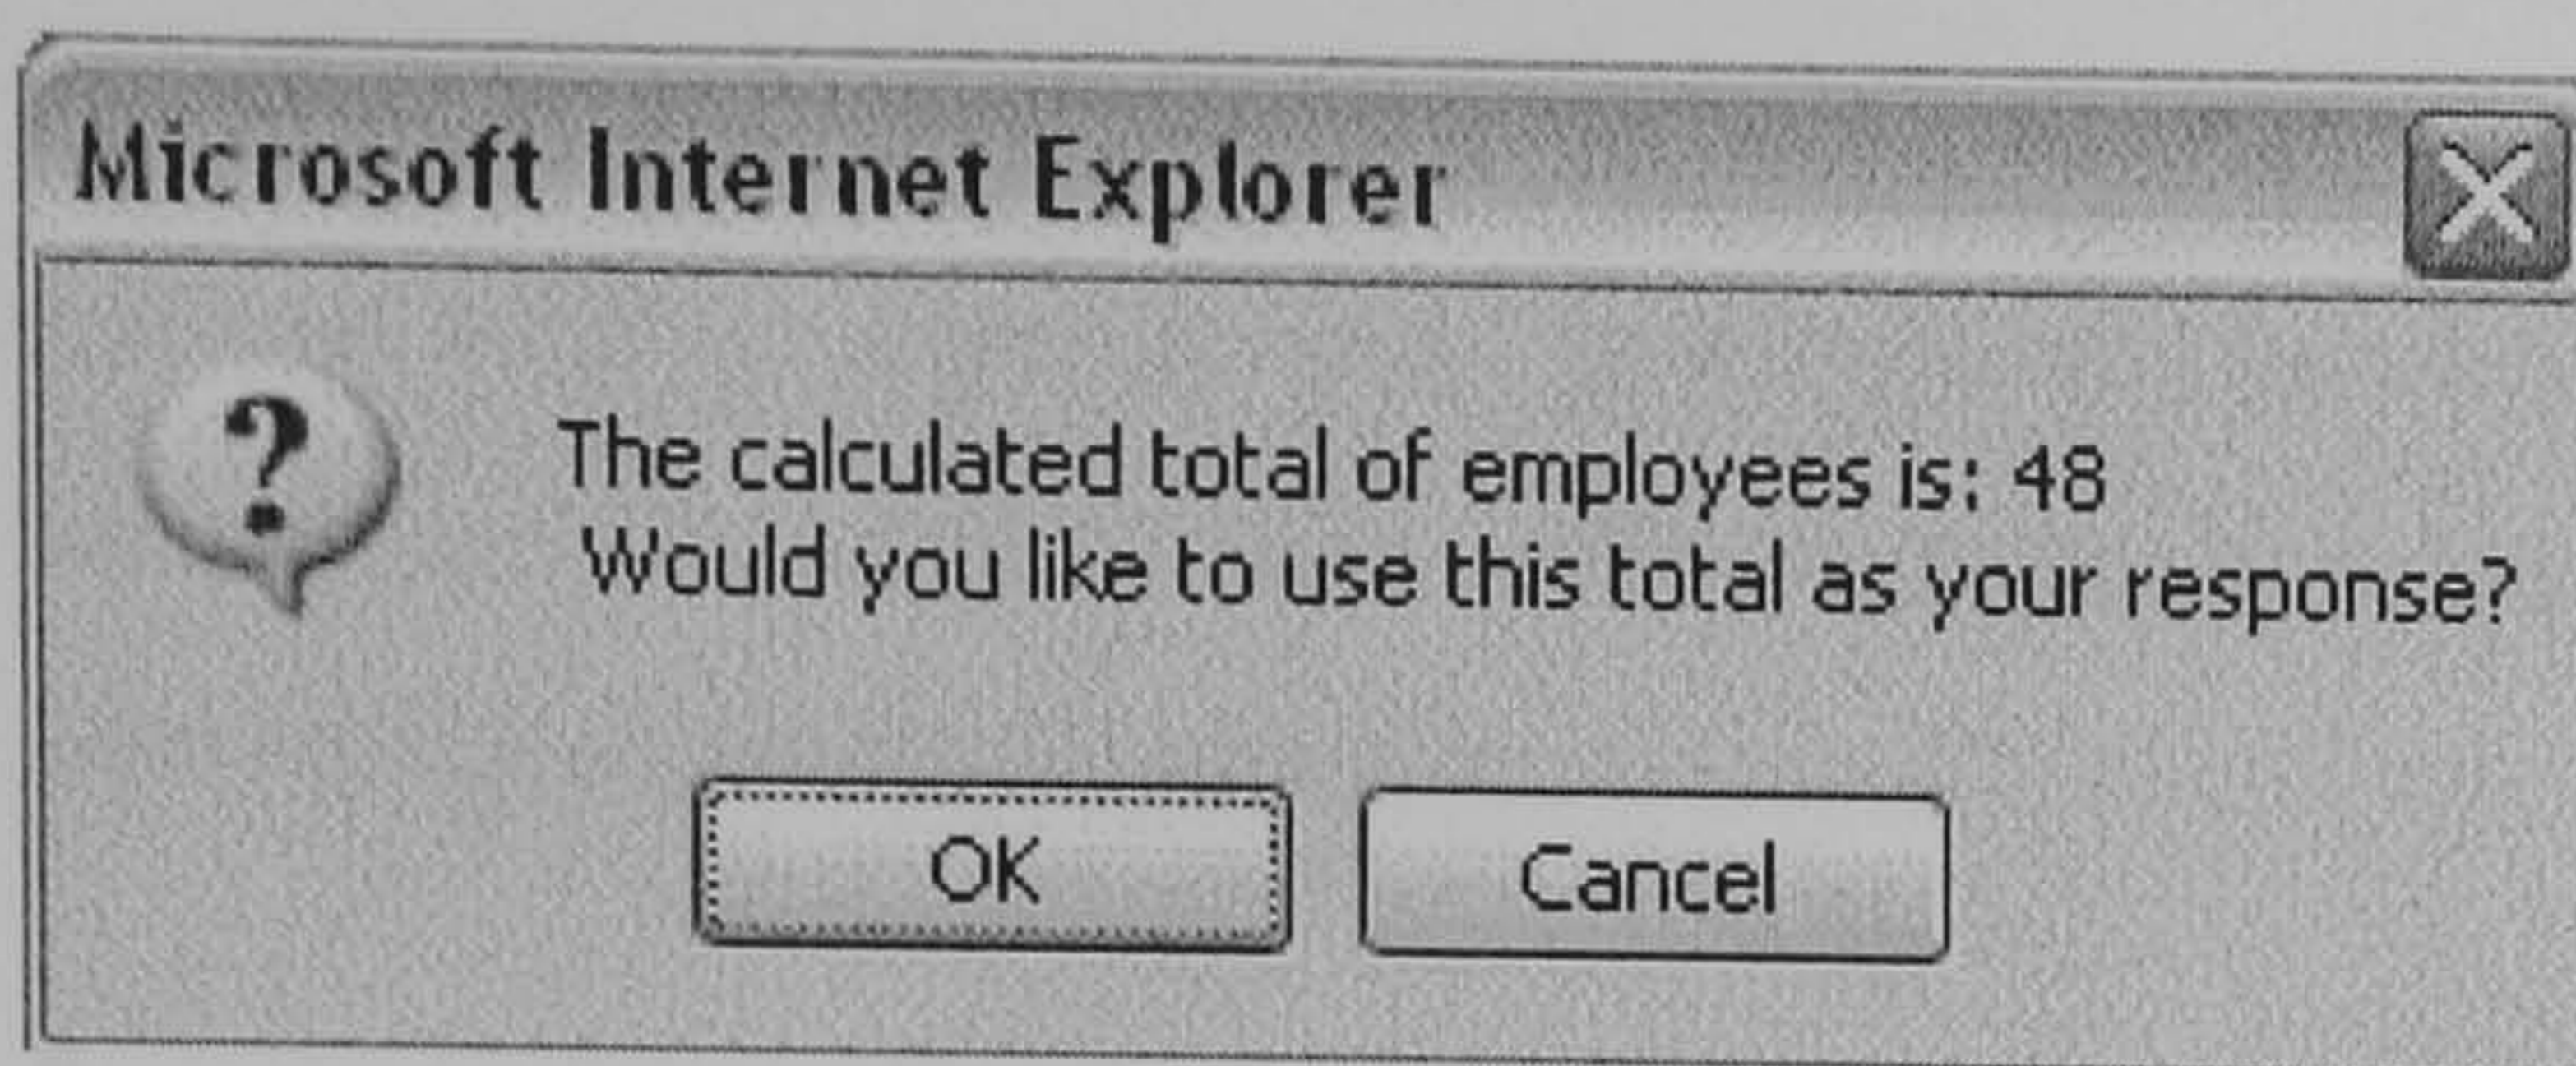 Microsoft Internet Explorer
?
The calculated total of employees is: 48
Would you like to use this total as your response?
OK
Cancel